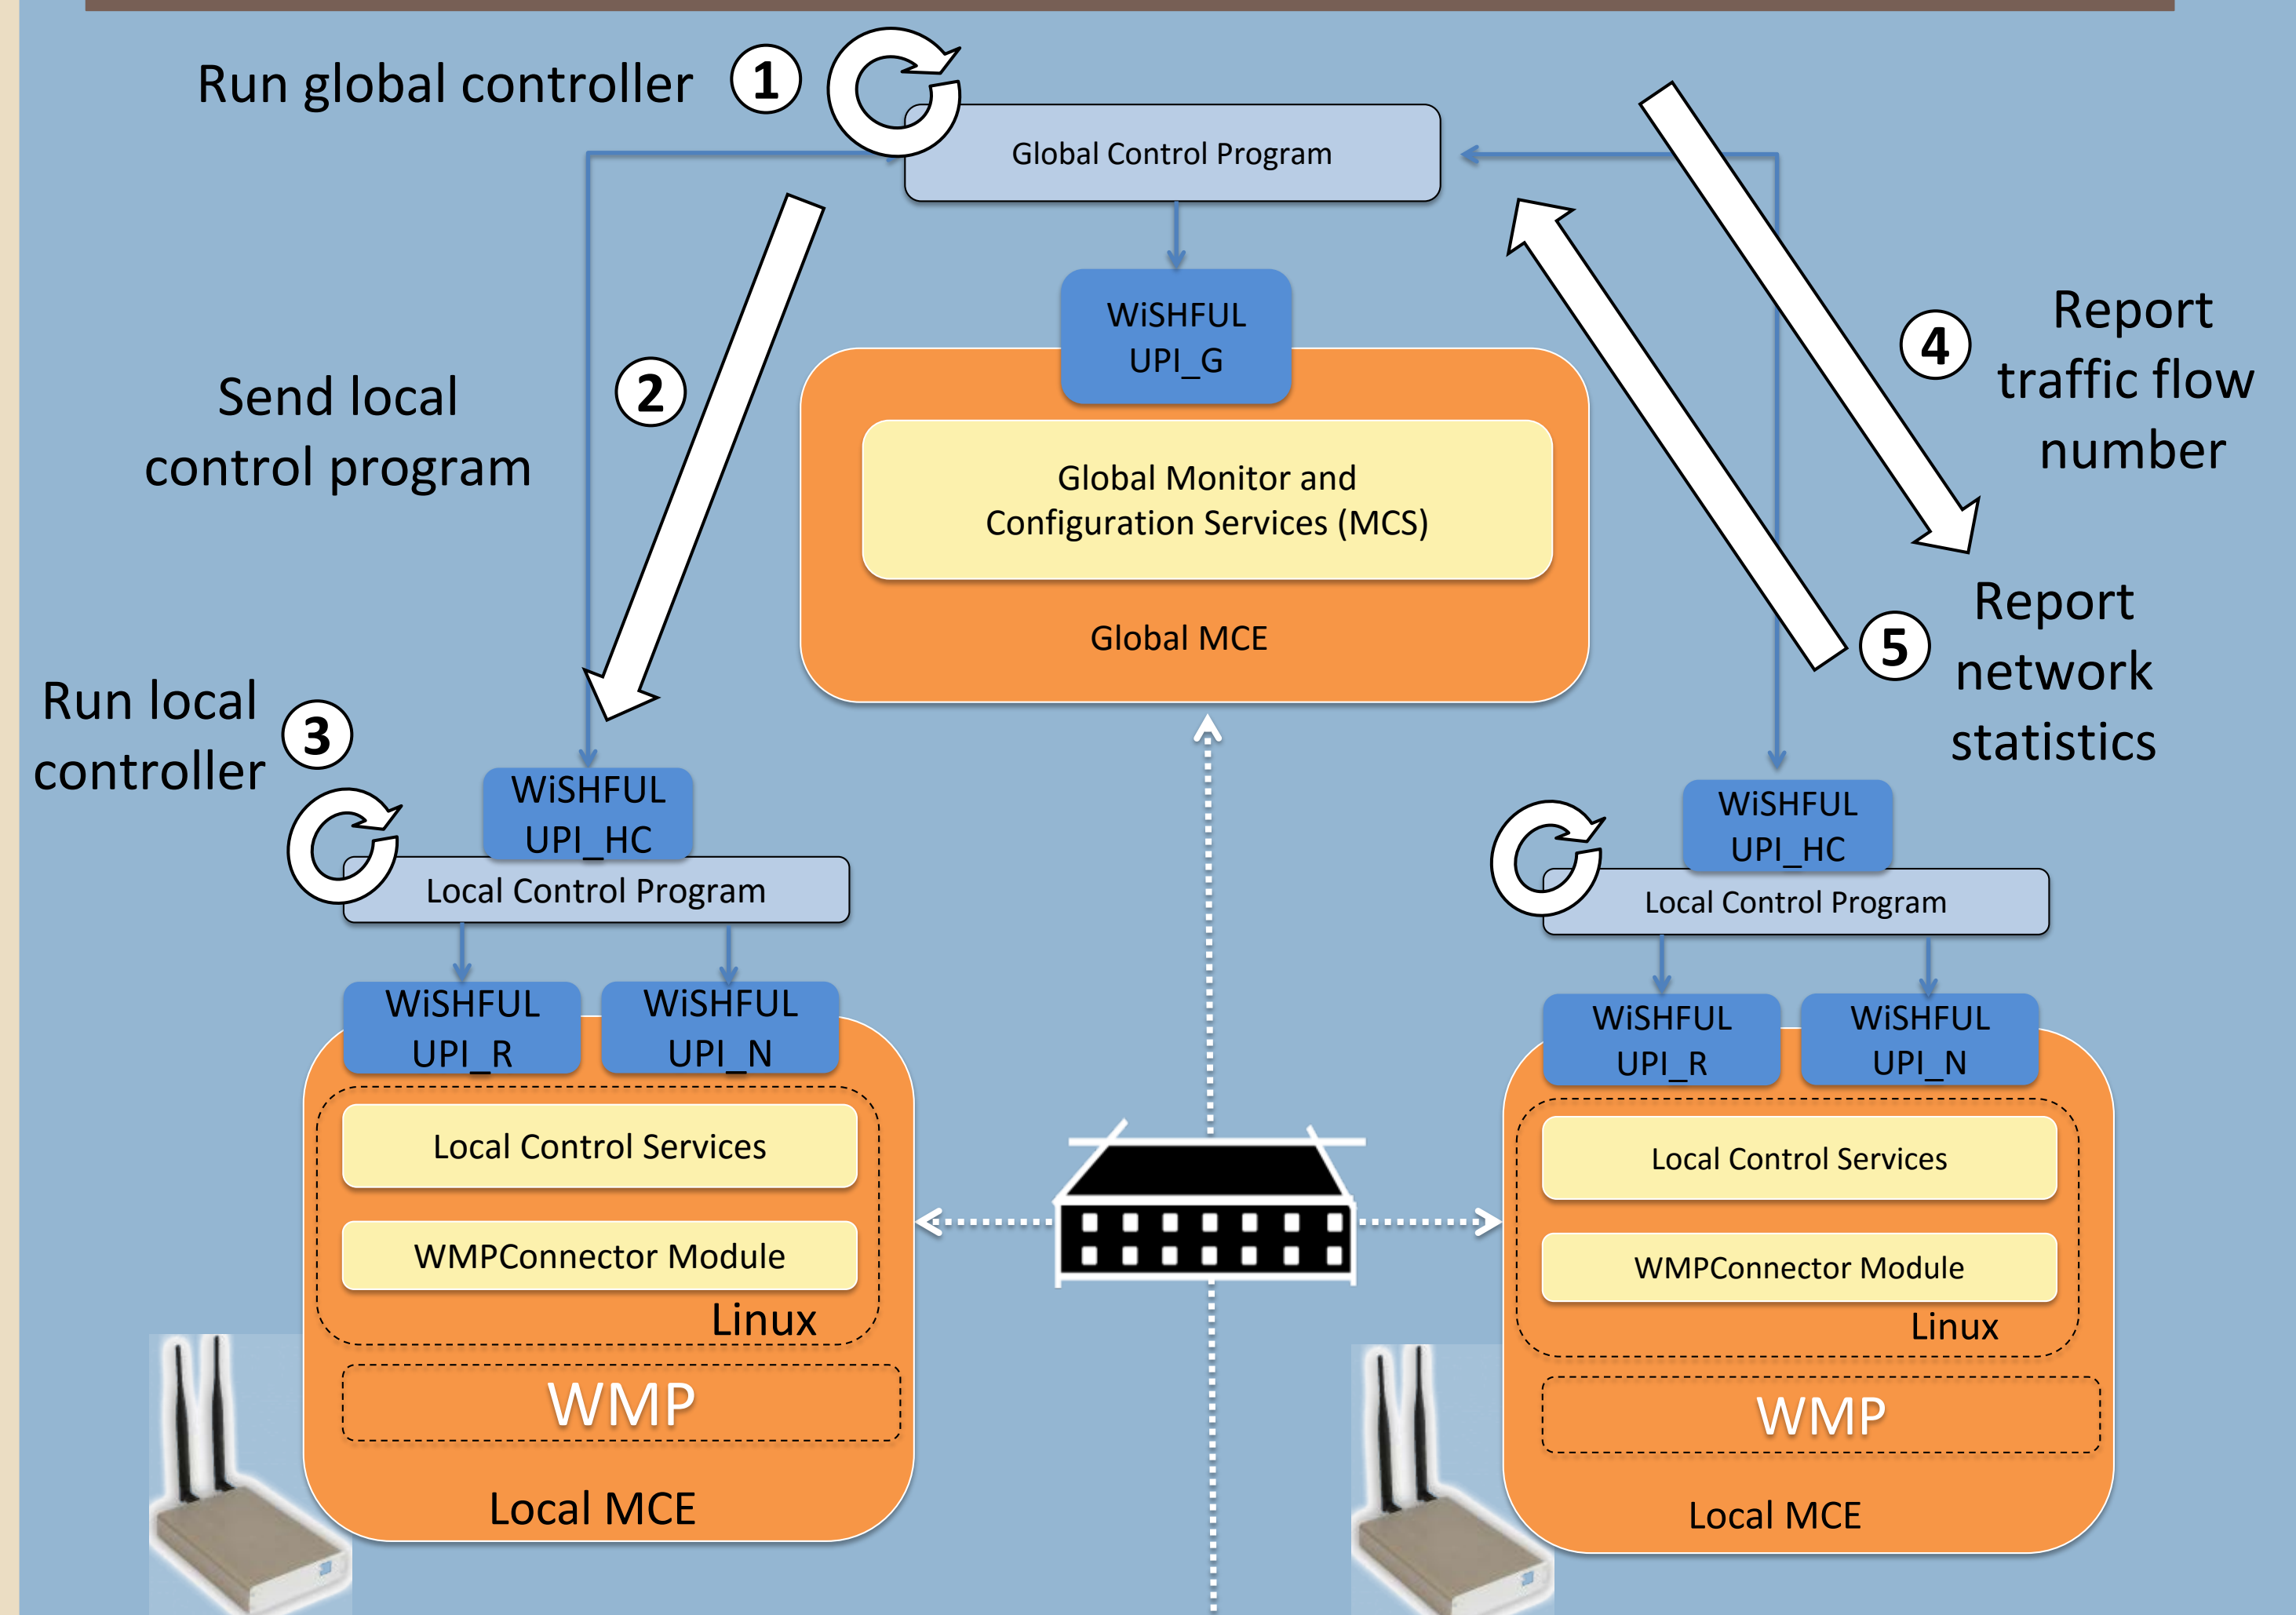 Run global controller
1
Global Control Program
WiSHFUL
UPI_G
Global Monitor and
Configuration Services (MCS)
Global MCE
Send local
control program
2
4
Report
traffic flow
number
5
Report
network
statistics
Run local
controller
3
WiSHFUL
UPI_HC
Local Control Program
WiSHFUL
UPI_R
WiSHFUL
UPI_N
Local Control Services
WMPConnector Module
Linux
WMP
Local MCE
WiSHFUL
UPI_HC
Local Control Program
WiSHFUL
UPI_R
WiSHFUL
UPI_N
Local Control Services
WMPConnector Module
Linux
WMP
Local MCE